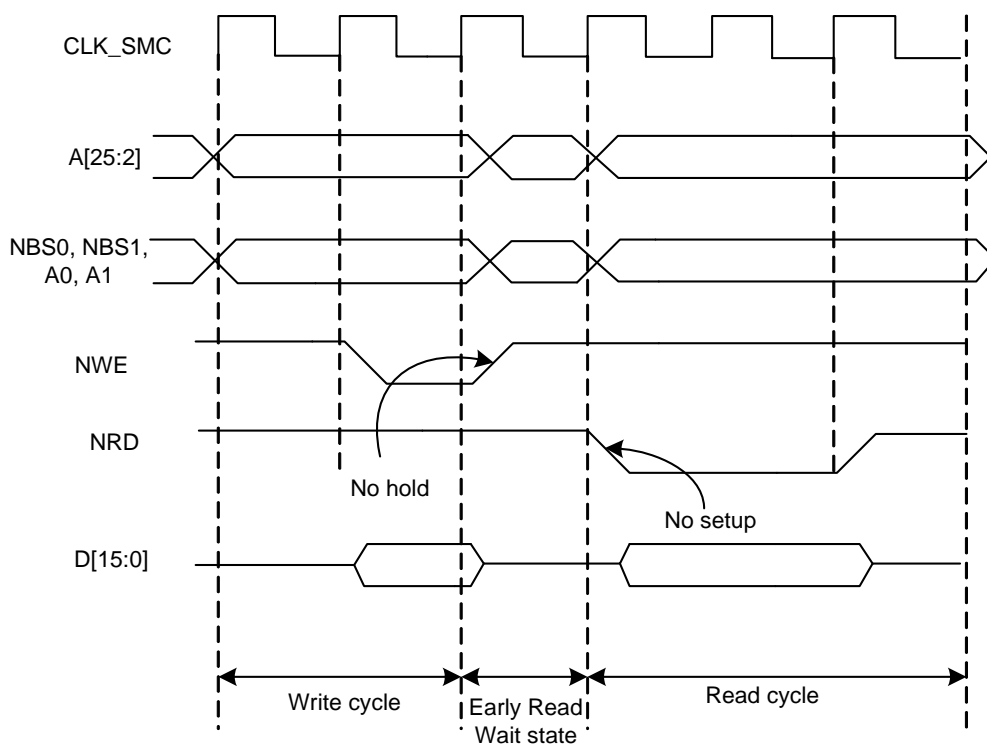 CLK_SMC
A[25:2]
NBS0, NBS1,
A0, A1
NWE
NRD
No hold
No setup
D[15:0]
Write cycle
Early Read
Wait state
Read cycle